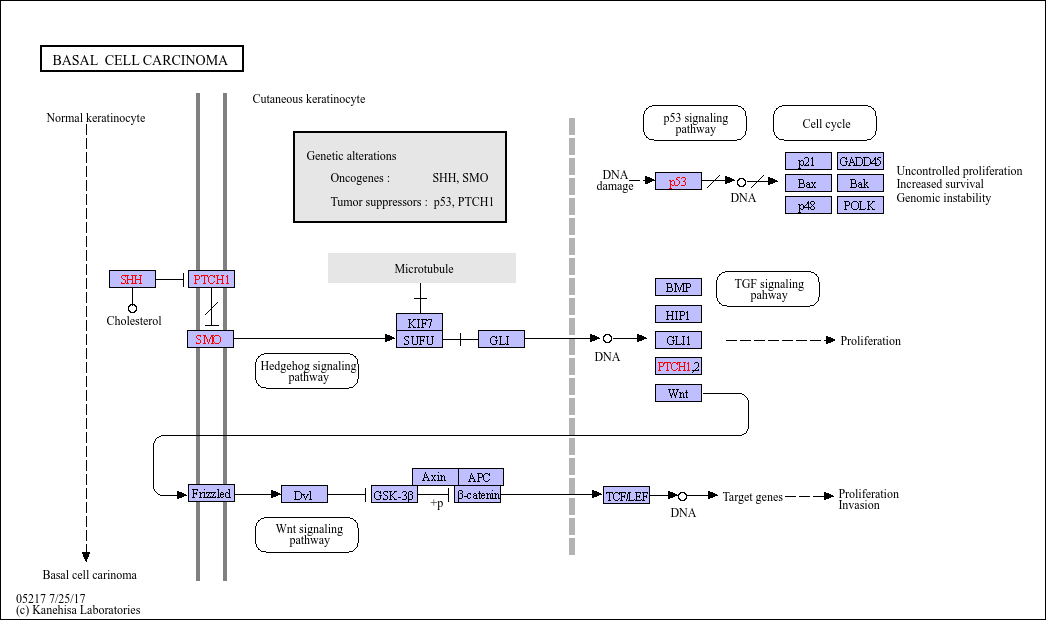 BASAL CELL CARCINOMA
Cutaneous keratinocyte
Normal keratinocyte
Genetic alterations
Oncogenes : SHH, SMO
Tumor suppressors : p53, PTCH1
p53 signaling
pathway
Cell cycle
DNA
damage
p53
DNA
p21 GADD45
Bax Bak
p48 POLK
Uncontrolled proliferation
Increased survival
Genomic instability
Microtubule
SHH
PTCH1
Cholesterol
SMO
KIF7
SUFU
GLI
DNA
Hedgehog signaling
pathway
BMP
HIP1
GLI1
PTCH1,2
Wnt
TGF signaling
pahway
Proliferation
Frizzled
Dvl
GSK-3β
Axin APC
β-catenin
+p
TCF/LEF
DNA
Target genes
Proliferation
Invasion
Wnt signaling
pathway
Basal cell carinoma
05217 7/25/17
(c) Kanehisa Laboratories